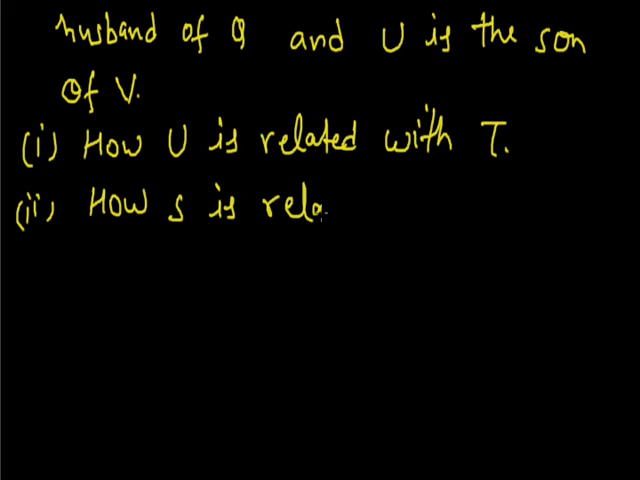 husband of Q and U is the son
of V.
(i) How U is related with T.
(ii) How S is rela